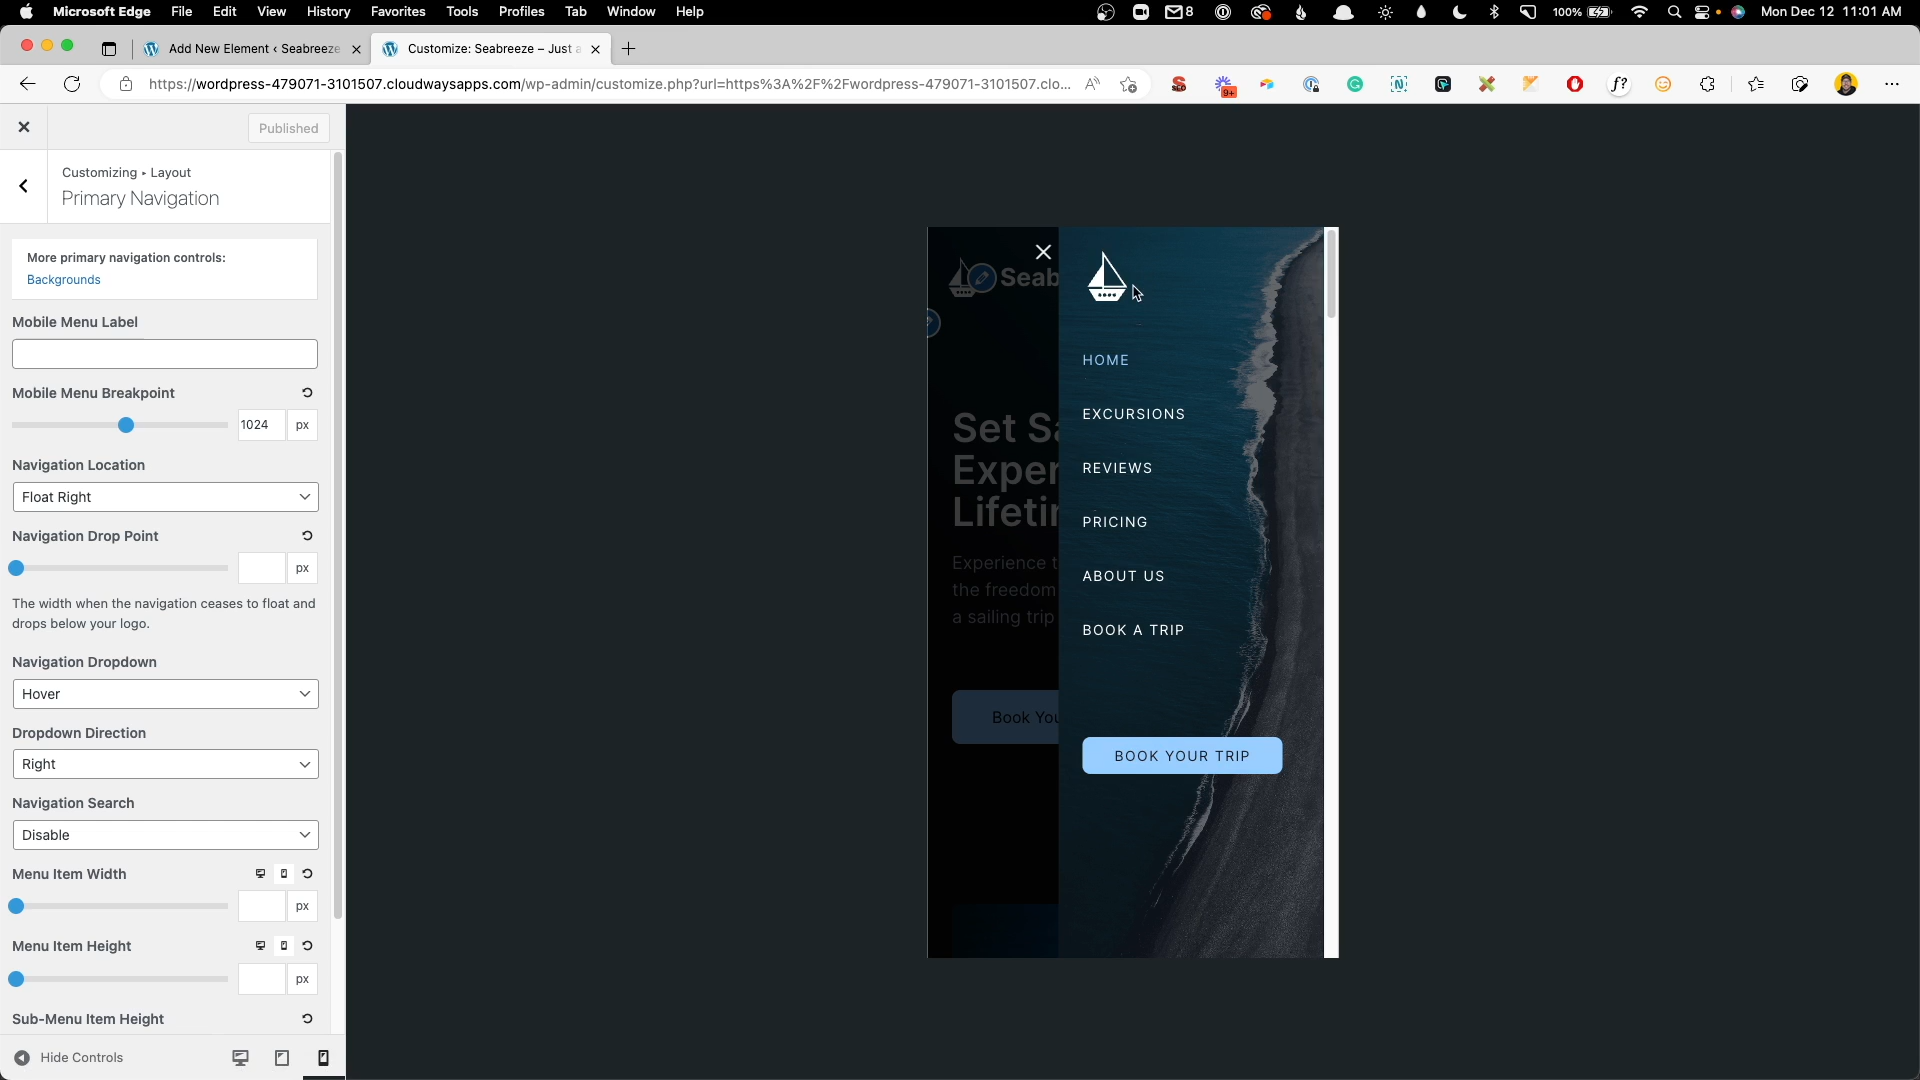 Microsoft Edge File Edit View History Favorites Tools Profiles Tab Window Help
8 100% Mon Dec 12 11:01 AM
Add New Element ‹ Seabreeze
Customize: Seabreeze – Just a
https://wordpress-479071-3101507.cloudwaysapps.com/wp-admin/customize.php?url=https%3A%2F%2Fwordpress-479071-3101507.clo...
9+
f?
Published
Customizing ▸ Layout
Primary Navigation
More primary navigation controls:
Backgrounds
Mobile Menu Label
Mobile Menu Breakpoint
1024 px
Navigation Location
Float Right
Navigation Drop Point
px
The width when the navigation ceases to float and
drops below your logo.
Navigation Dropdown
Hover
Dropdown Direction
Right
Navigation Search
Disable
Menu Item Width
px
Menu Item Height
px
Sub-Menu Item Height
Hide Controls
Seab
Set Sa
Exper
Lifetir
Experience t
the freedom
a sailing trip
Book You
HOME
EXCURSIONS
REVIEWS
PRICING
ABOUT US
BOOK A TRIP
BOOK YOUR TRIP